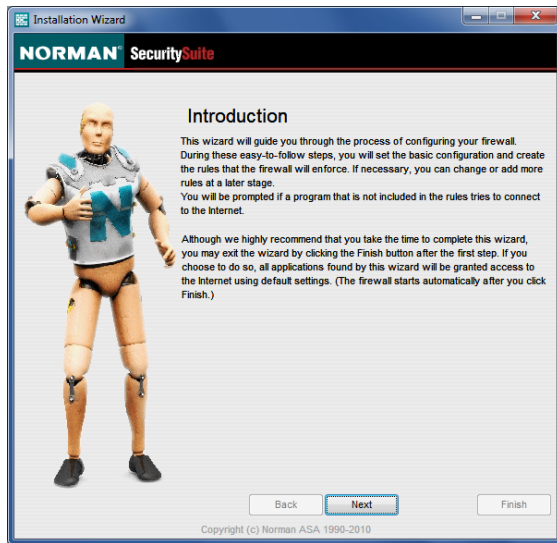 Installation Wizard
NORMAN® SecuritySuite
Introduction
This wizard will guide you through the process of configuring your firewall.
During these easy-to-follow steps, you will set the basic configuration and create
the rules that the firewall will enforce. If necessary, you can change or add more
rules at a later stage.
You will be prompted if a program that is not included in the rules tries to connect
to the Internet.
Although we highly recommend that you take the time to complete this wizard,
you may exit the wizard by clicking the Finish button after the first step. If you
choose to do so, all applications found by this wizard will be granted access to
the Internet using default settings. (The firewall starts automatically after you click
Finish.)
N
Back Next Finish
Copyright (c) Norman ASA 1990-2010